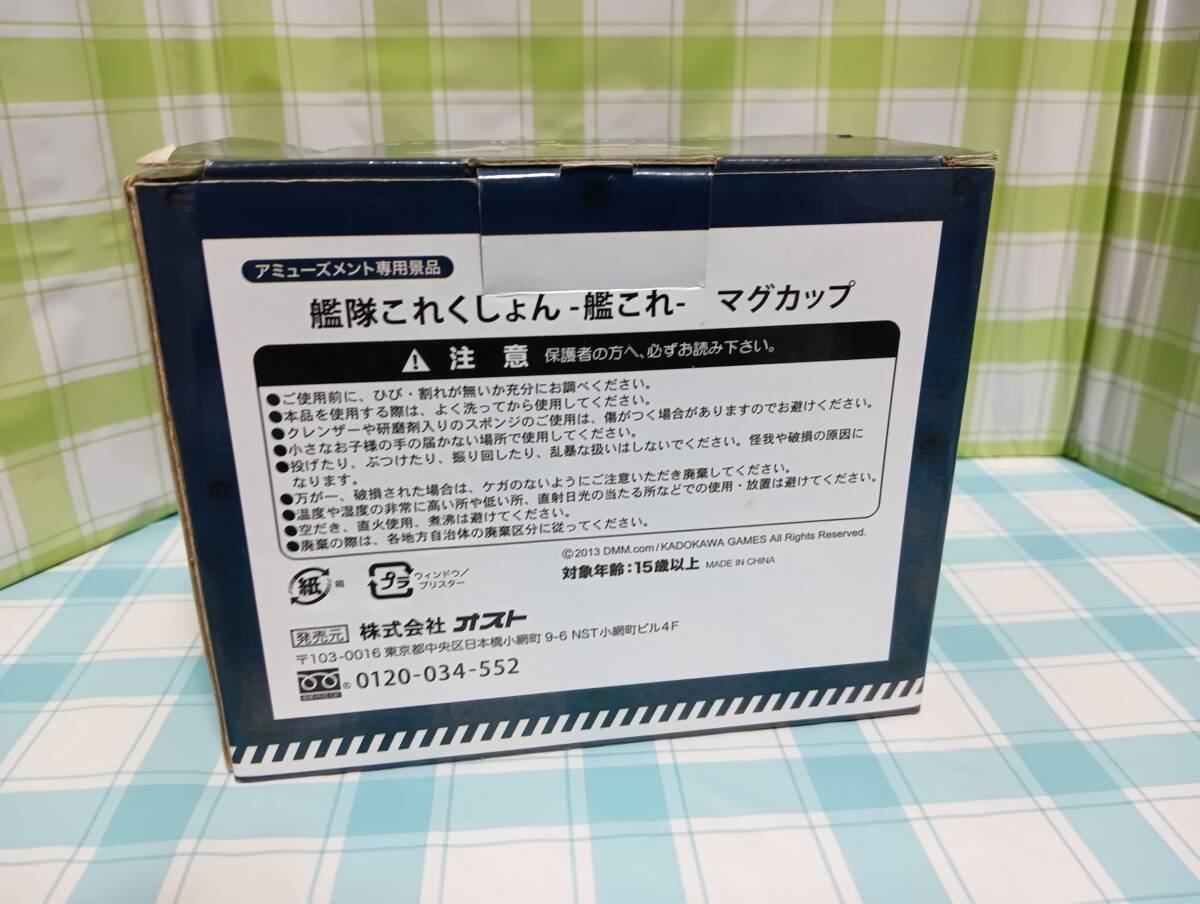 アミューズメント専用景品
艦隊これくしょん -艦これ-　マグカップ
注　意 保護者の方へ、必ずお読み下さい。
●ご使用前に、ひび・割れが無いか充分にお調べください。
●本品を使用する際は、よく洗ってから使用してください。
●クレンザーや研磨剤入りのスポンジのご使用は、傷がつく場合がありますのでお避けください。
●小さなお子様の手の届かない場所で使用してください。
●投げたり、ぶつけたり、振り回したり、乱暴な扱いはしないでください。怪我や破損の原因に
なります。
●万が一、破損された場合は、ケガのないようにご注意いただき廃棄してください。
●温度や湿度の非常に高い所や低い所、直射日光の当たる所などでの使用・放置は避けてください。
●空だき、直火使用、煮沸は避けてください。
●廃棄の際は、各地方自治体の廃棄区分に従ってください。
©2013 DMM.com/KADOKAWA GAMES All Rights Reserved.
対象年齢：15歳以上 MADE IN CHINA
紙 箱 プラ ウィンドウ/
ブリスター
発売元 株式会社 オスト
〒103-0016 東京都中央区日本橋小網町 9-6 NST小網町ビル4F
® 0120-034-552